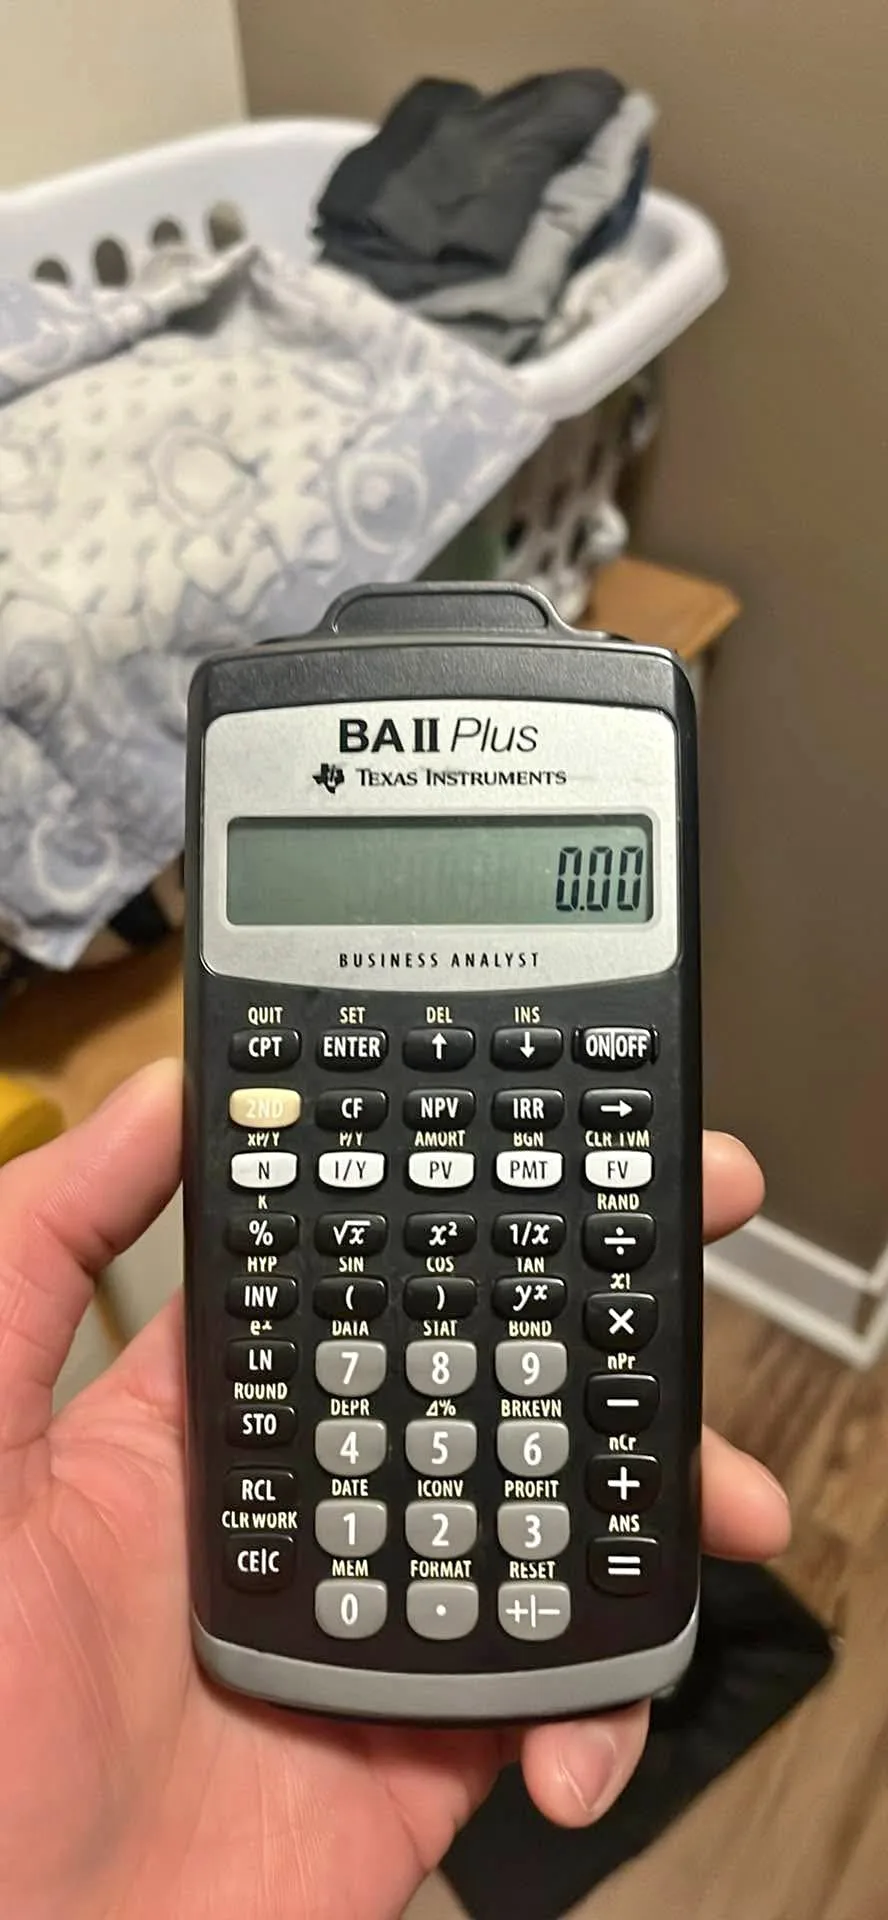 BA II Plus
TEXAS INSTRUMENTS
0.00
BUSINESS ANALYST
QUIT SET DEL INS
CPT ENTER ↑ ↓ ON|OFF
2ND CF NPV IRR →
xP/Y P/Y AMORT BGN CLR TVM
N I/Y PV PMT FV
K RAND
% √x x² 1/x ÷
HYP SIN COS TAN x!
INV ( ) yˣ ×
eˣ DATA STAT BOND nPr
LN 7 8 9 −
ROUND DEPR Δ% BRKEVN nCr
STO 4 5 6 +
DATE ICONV PROFIT ANS
RCL 1 2 3 =
CLR WORK MEM FORMAT RESET
CE|C 0 . +|−